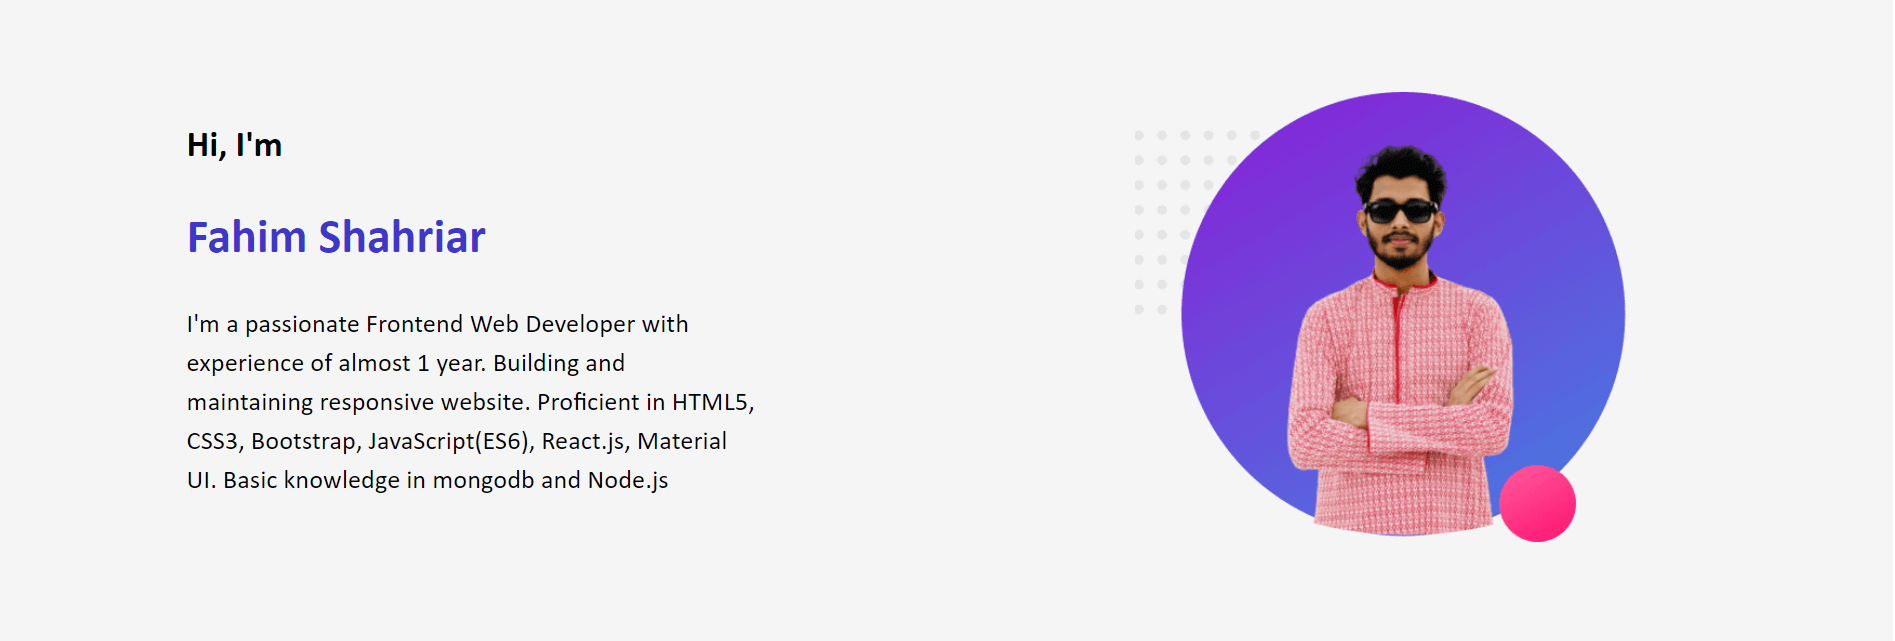 Hi, I'm
Fahim Shahriar
I'm a passionate Frontend Web Developer with
experience of almost 1 year. Building and
maintaining responsive website. Proficient in HTML5,
CSS3, Bootstrap, JavaScript(ES6), React.js, Material
UI. Basic knowledge in mongodb and Node.js